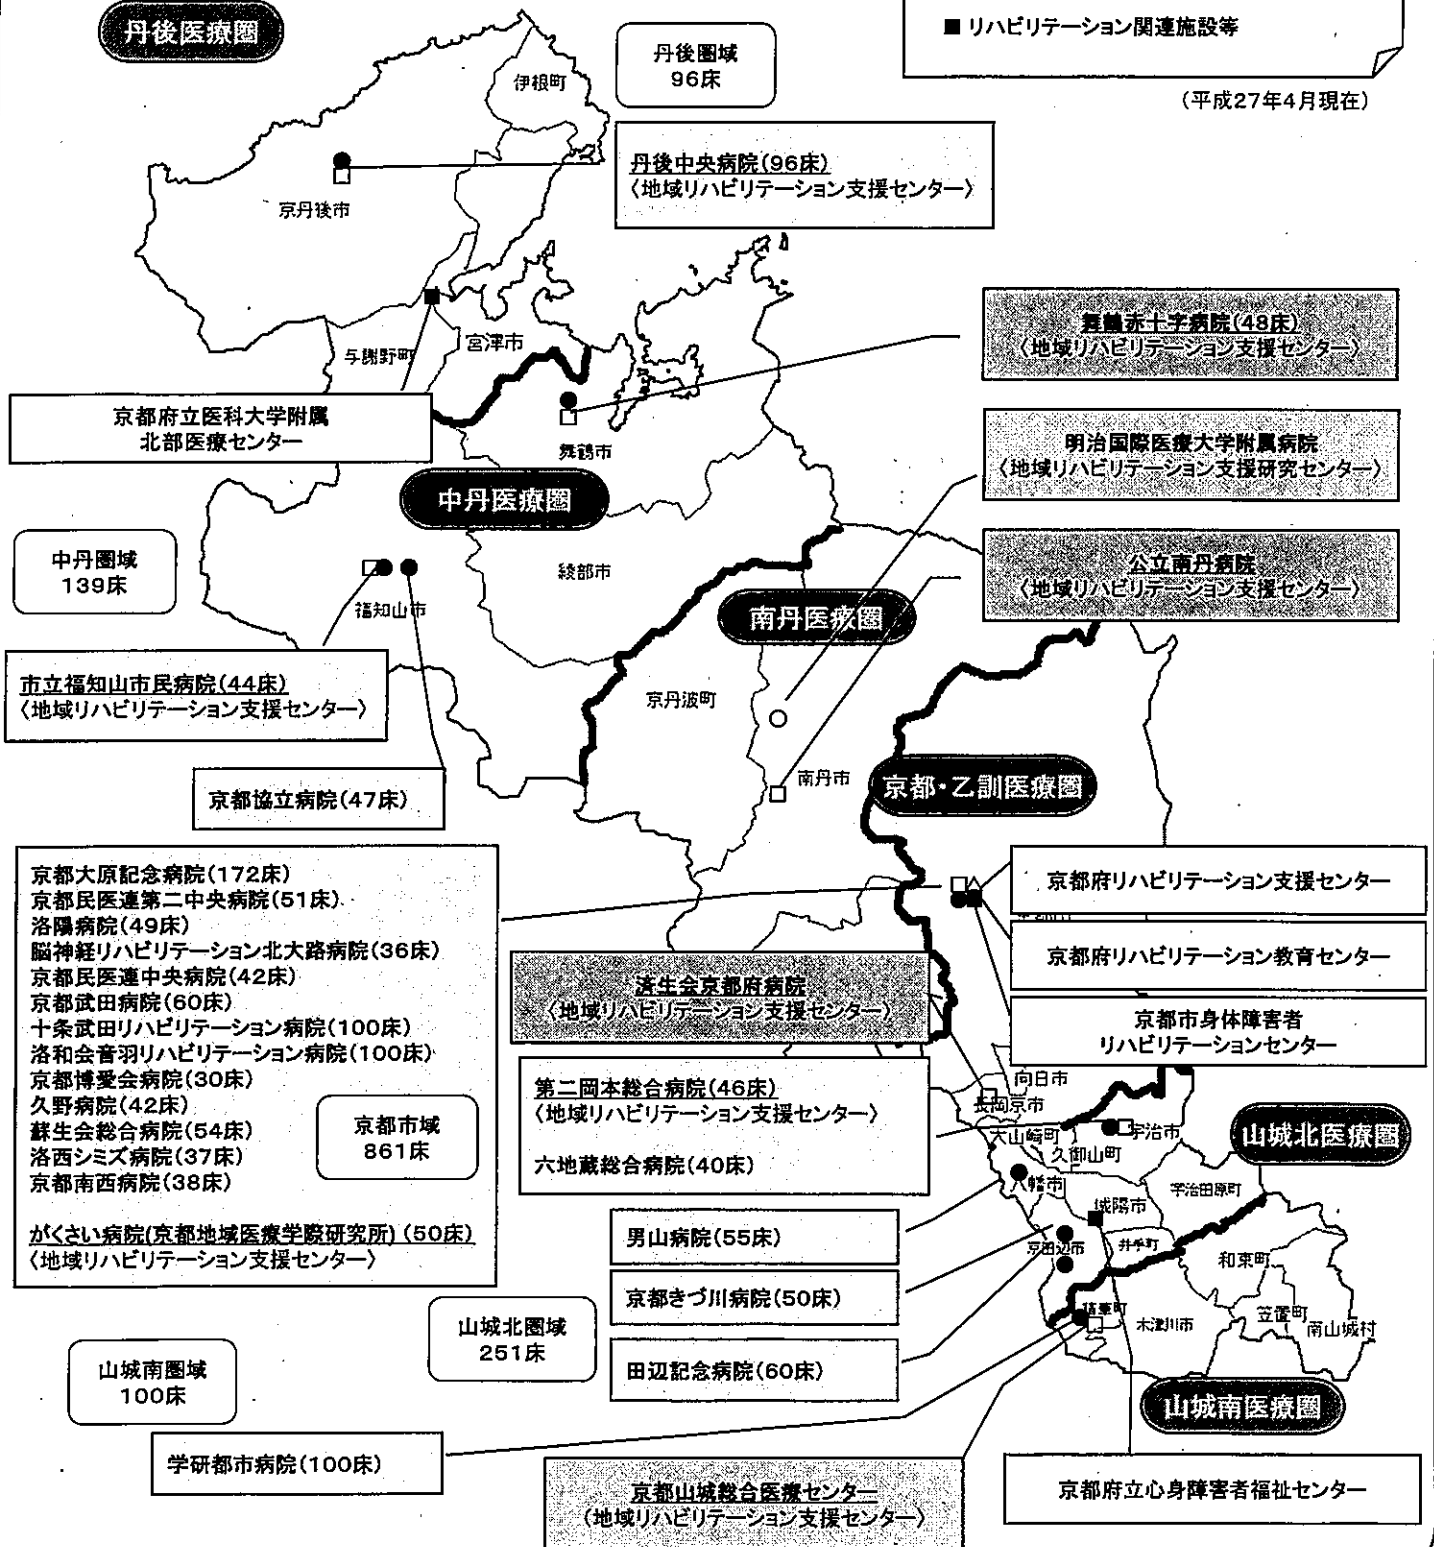 丹後医療圏
■ リハビリテーション関連施設等
(平成27年4月現在)
丹後圏域
96床
伊根町
丹後中央病院(96床)
〈地域リハビリテーション支援センター〉
京丹後市
与謝野町
宮津市
舞鶴赤十字病院(48床)
〈地域リハビリテーション支援センター〉
京都府立医科大学附属
北部医療センター
舞鶴市
明治国際医療大学附属病院
〈地域リハビリテーション支援研究センター〉
中丹医療圏
中丹圏域
139床
綾部市
公立南丹病院
〈地域リハビリテーション支援センター〉
福知山市
南丹医療圏
市立福知山市民病院(44床)
〈地域リハビリテーション支援センター〉
京丹波町
南丹市
京都・乙訓医療圏
京都協立病院(47床)
京都大原記念病院(172床)
京都民医連第二中央病院(51床)
洛陽病院(49床)
脳神経リハビリテーション北大路病院(36床)
京都民医連中央病院(42床)
京都武田病院(60床)
十条武田リハビリテーション病院(100床)
洛和会音羽リハビリテーション病院(100床)
京都博愛会病院(30床)
久野病院(42床)
蘇生会総合病院(54床)
洛西シミズ病院(37床)
京都南西病院(38床)
京都市域
861床
がくさい病院(京都地域医療学際研究所)(50床)
〈地域リハビリテーション支援センター〉
京都府リハビリテーション支援センター
京都府リハビリテーション教育センター
京都市身体障害者
リハビリテーションセンター
済生会京都府病院
〈地域リハビリテーション支援センター〉
第二岡本総合病院(46床)
〈地域リハビリテーション支援センター〉
六地蔵総合病院(40床)
向日市
長岡京市
大山崎町
宇治市
久御山町
山城北医療圏
八幡市
宇治田原町
城陽市
男山病院(55床)
京田辺市
井手町
和束町
京都きづ川病院(50床)
山城北圏域
251床
精華町
木津川市
笠置町
南山城村
田辺記念病院(60床)
山城南圏域
100床
山城南医療圏
学研都市病院(100床)
京都山城総合医療センター
〈地域リハビリテーション支援センター〉
京都府立心身障害者福祉センター